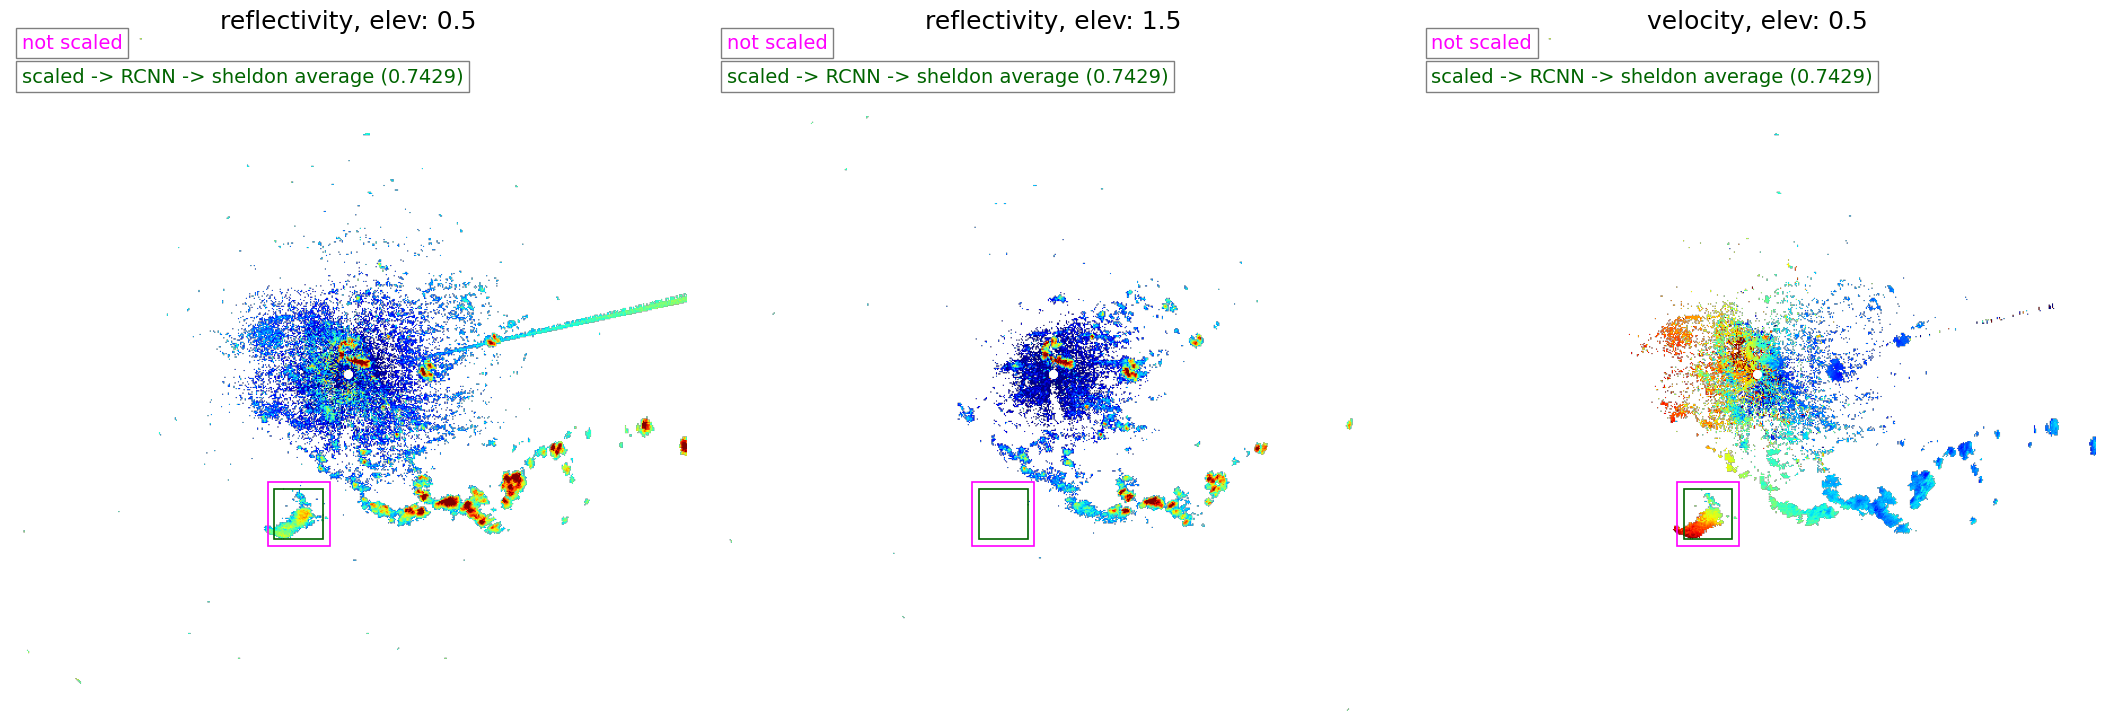 reflectivity, elev: 0.5
not scaled
scaled -> RCNN -> sheldon average (0.7429)
reflectivity, elev: 1.5
not scaled
scaled -> RCNN -> sheldon average (0.7429)
velocity, elev: 0.5
not scaled
scaled -> RCNN -> sheldon average (0.7429)